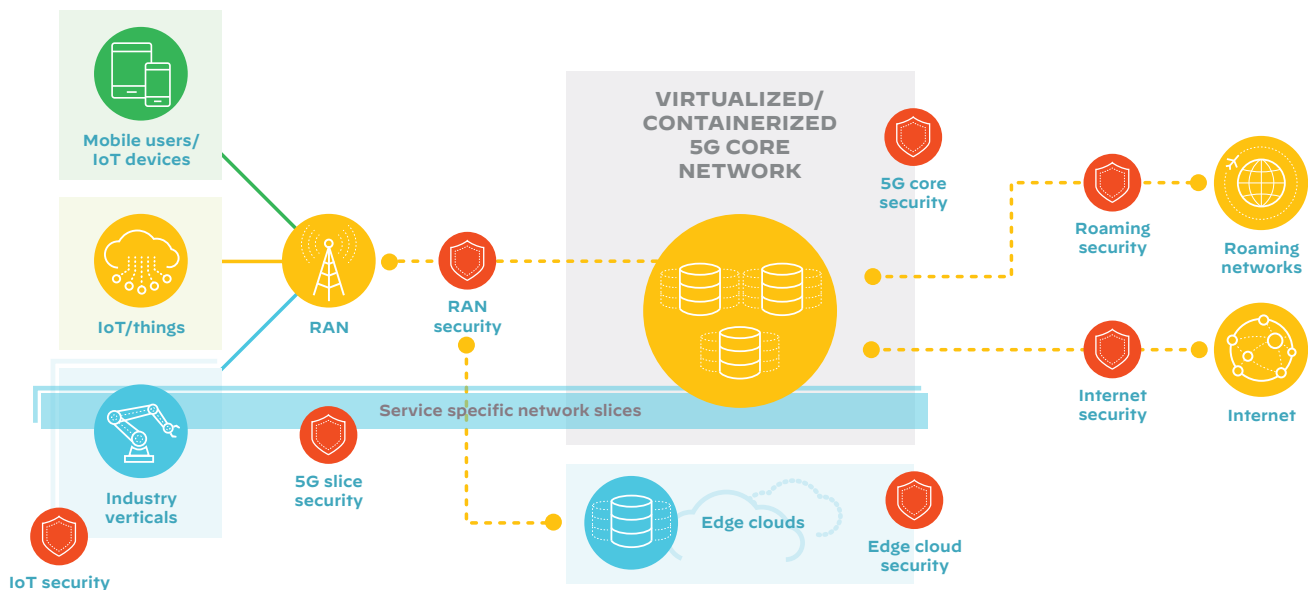 Mobile users/
IoT devices
IoT/things
Industry
verticals
IoT security
RAN
RAN
security
Service specific network slices
5G slice
security
VIRTUALIZED/
CONTAINERIZED
5G CORE
NETWORK
5G core
security
Edge clouds
Edge cloud
security
Roaming
security
Roaming
networks
Internet
security
Internet